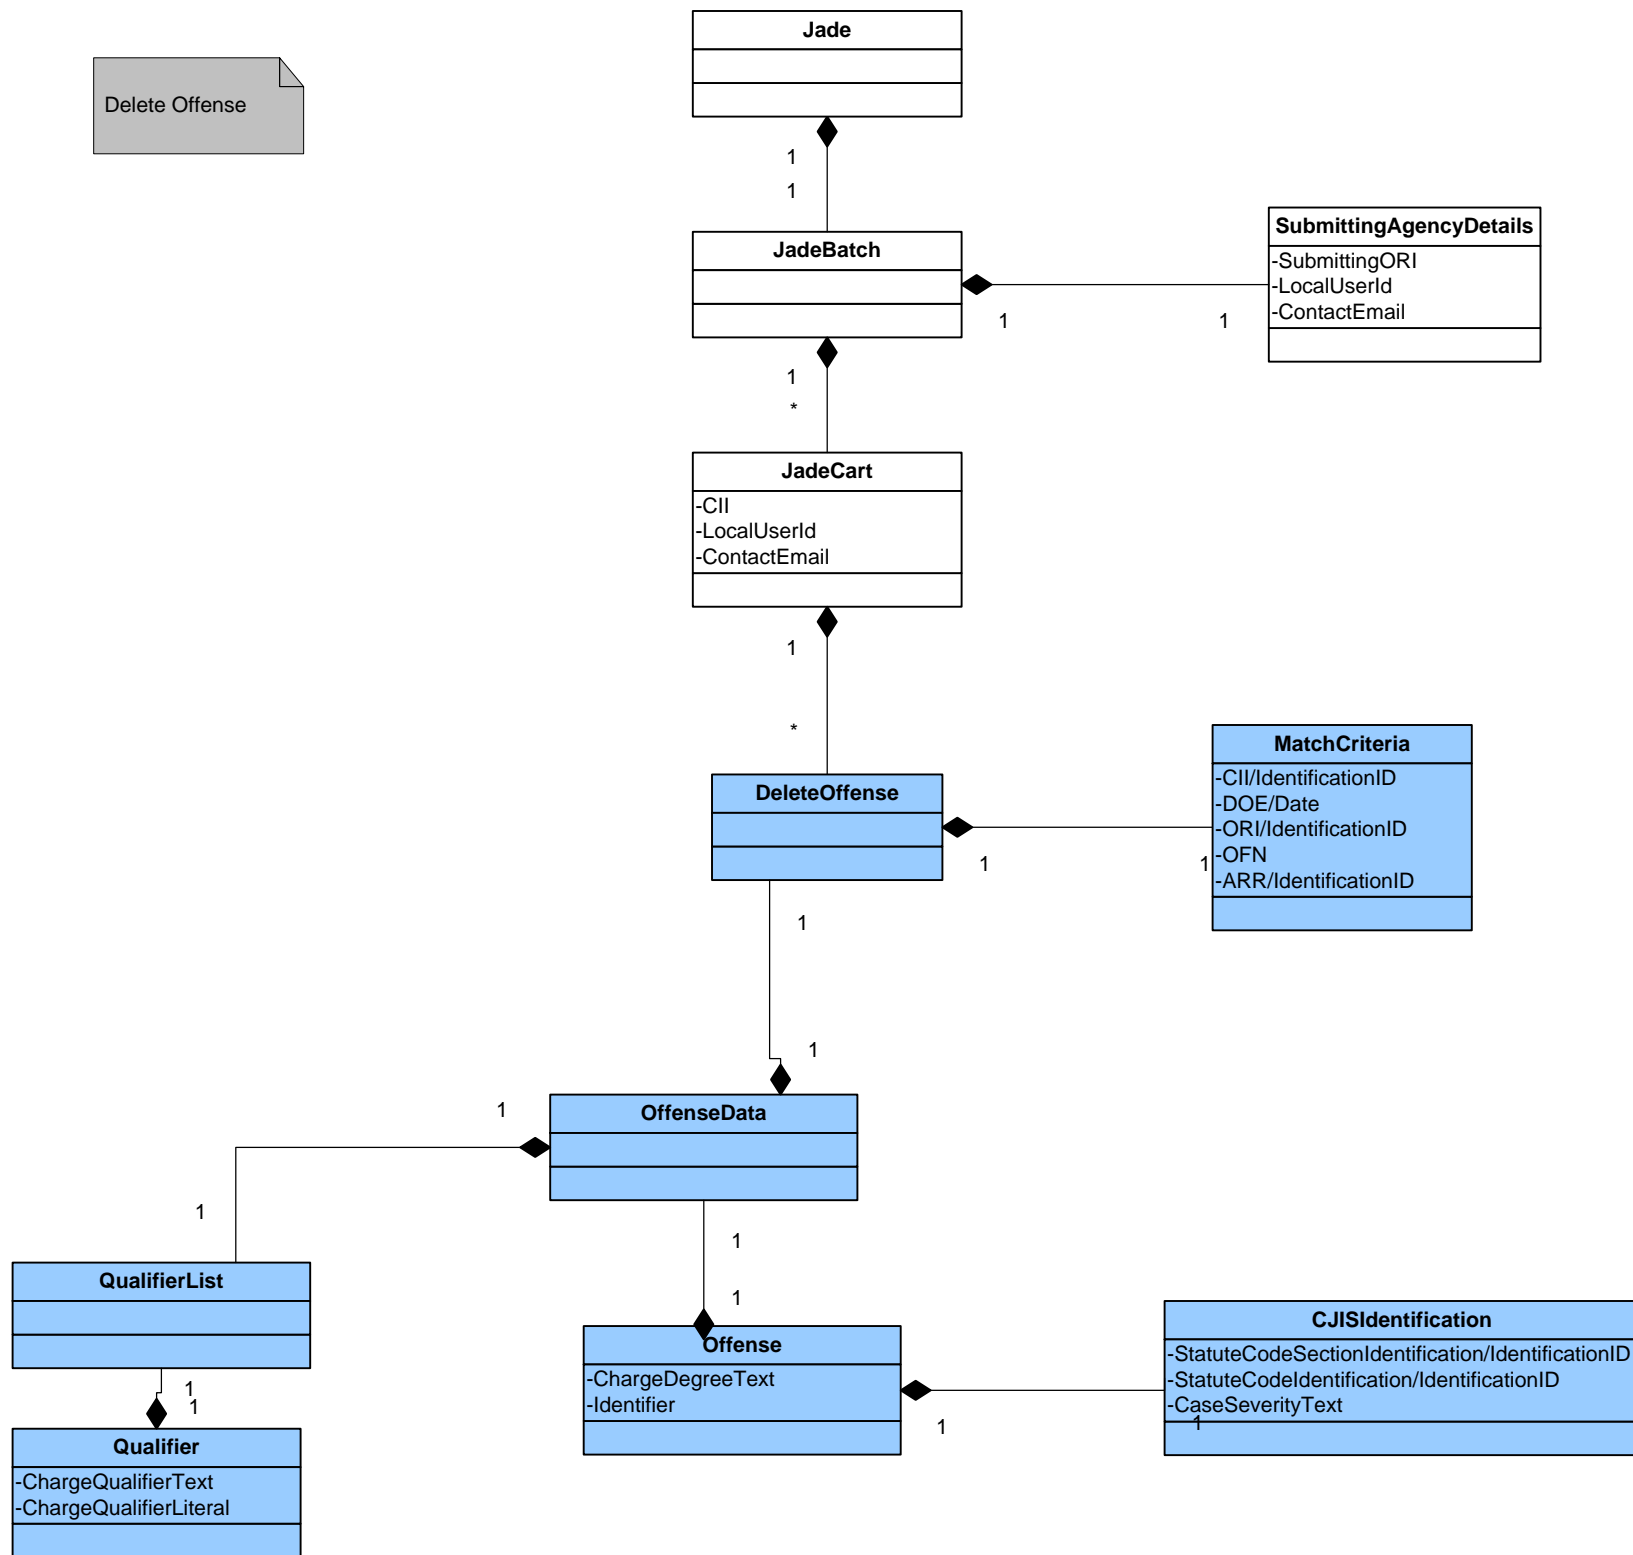 Jade
Delete Offense
1
1
JadeBatch
SubmittingAgencyDetails
-SubmittingORI
-LocalUserId
-ContactEmail
1
1
1
*
JadeCart
-CII
-LocalUserId
-ContactEmail
1
*
DeleteOffense
MatchCriteria
-CII/IdentificationID
-DOE/Date
-ORI/IdentificationID
-OFN
-ARR/IdentificationID
1
1
1
1
OffenseData
1
1
1
1
QualifierList
1
1
Qualifier
-ChargeQualifierText
-ChargeQualifierLiteral
Offense
-ChargeDegreeText
-Identifier
1
1
CJISIdentification
-StatuteCodeSectionIdentification/IdentificationID
-StatuteCodeIdentification/IdentificationID
-CaseSeverityText